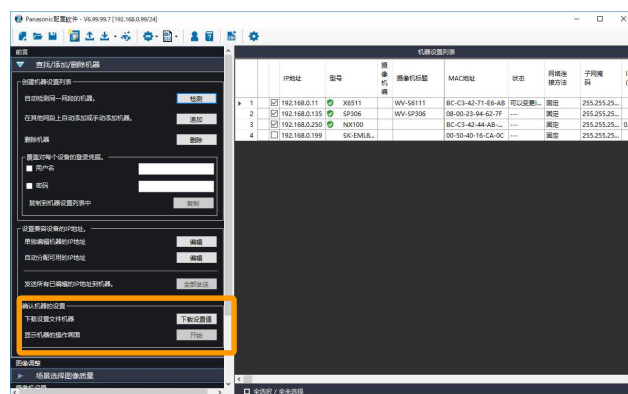 Panasonic配置软件 - V6.99.99.7 [192.168.0.99/24]
前言
查找/添加/删除机器
创建机器设置列表
自动检测同一网段的机器。 检测
在其他网段上自动添加或手动添加机器。 追加
删除机器 删除
覆盖对每个设备的登录凭据。
用户名
密码
复制到机器设置列表中 复制
设置兼容设备的IP地址。
单独编辑机器的IP地址 编辑
自动分配可用的IP地址 编辑
发送所有已编辑的IP地址到机器。 全部发送
确认机器的设置
下载设置文件机器 下载设置值
显示机器的操作画面 开始
图像调整
场景选择图像质量
机器设置列表
IP地址 型号 摄像机编 摄像机标题 MAC地址 状态 网络连接方法 子网掩码
1 192.168.0.11 X6511 WV-S6111 BC-C3-42-71-E6-AB 可以变更I... 固定 255.255.25...
2 192.168.0.135 SP306 WV-SP306 08-00-23-94-62-7F --- 固定 255.255.25...
3 192.168.0.250 NX100 BC-C3-42-44-AB-... --- 固定 255.255.25...
4 192.168.0.199 SK-EML8... 00-50-40-16-CA-0C --- 固定 255.255.25...
全选択 / 全未选择